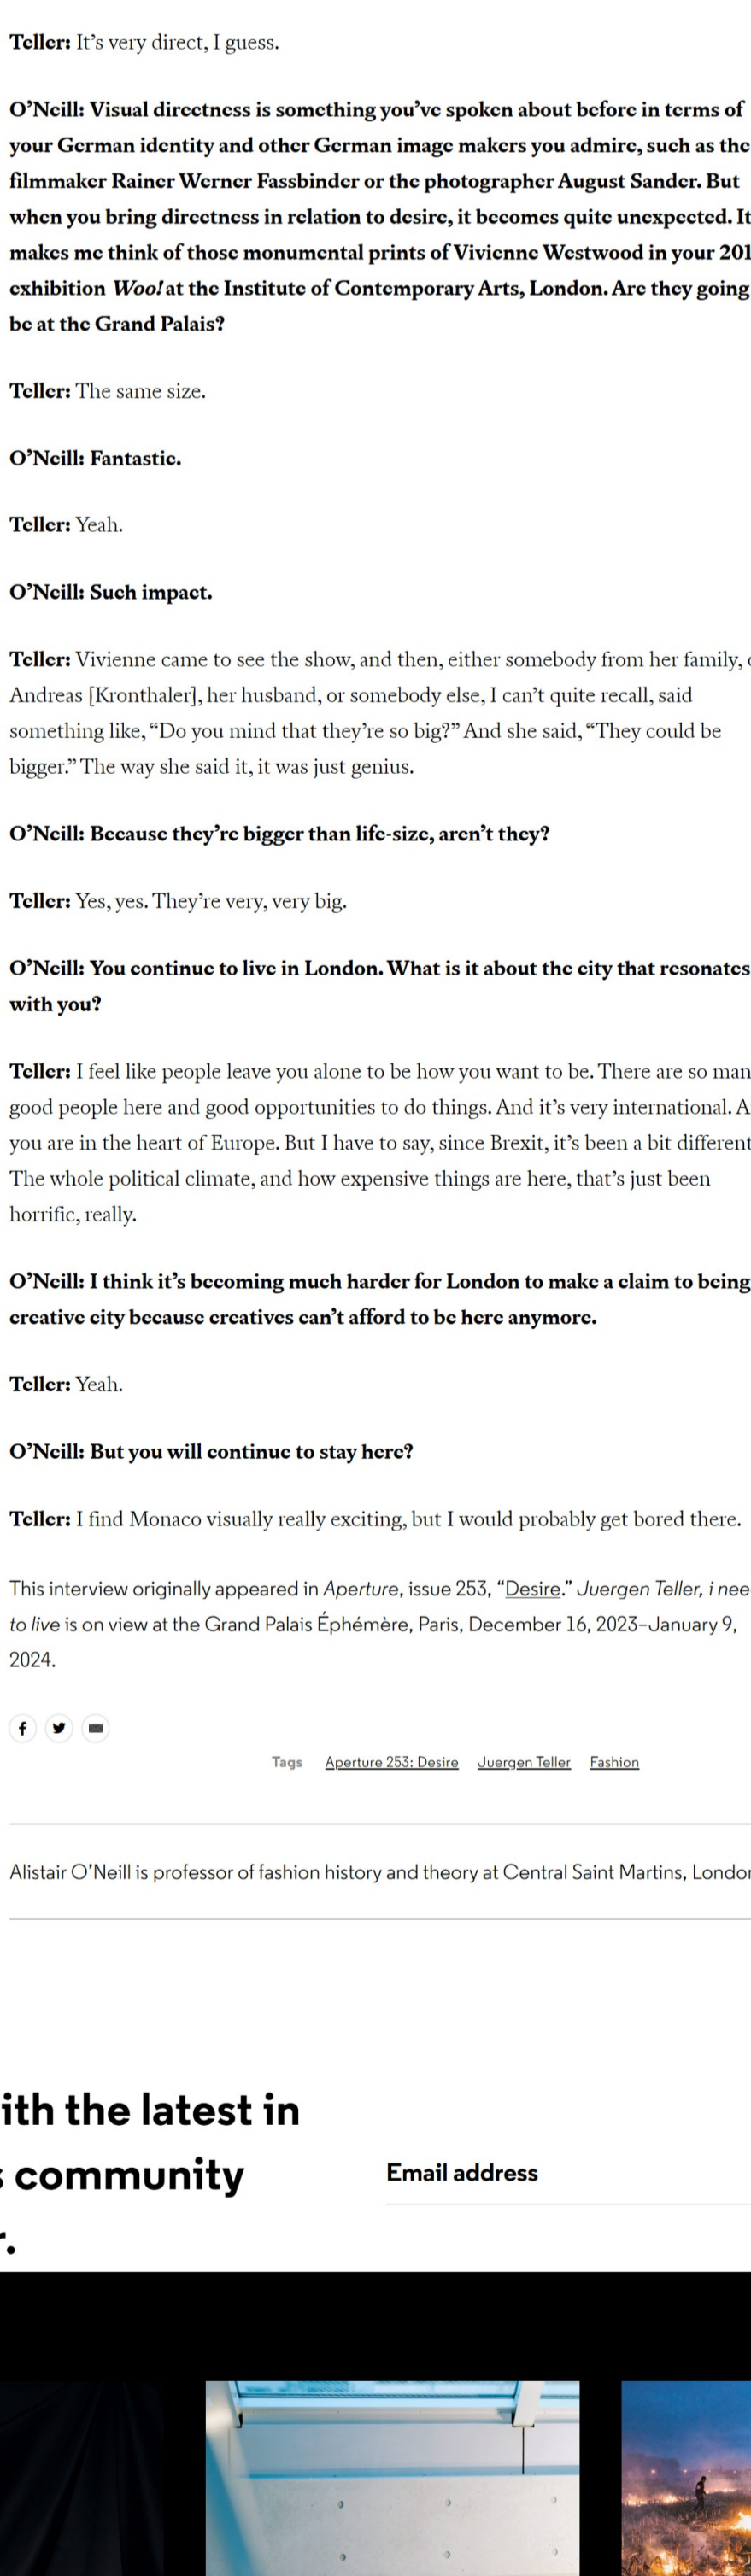 Teller: It’s very direct, I guess.
O’Neill: Visual directness is something you’ve spoken about before in terms of
your German identity and other German image makers you admire, such as the
filmmaker Rainer Werner Fassbinder or the photographer August Sander. But
when you bring directness in relation to desire, it becomes quite unexpected. It
makes me think of those monumental prints of Vivienne Westwood in your 201
exhibition Woo! at the Institute of Contemporary Arts, London. Are they going
be at the Grand Palais?
Teller: The same size.
O’Neill: Fantastic.
Teller: Yeah.
O’Neill: Such impact.
Teller: Vivienne came to see the show, and then, either somebody from her family,
Andreas [Kronthaler], her husband, or somebody else, I can’t quite recall, said
something like, “Do you mind that they’re so big?” And she said, “They could be
bigger.” The way she said it, it was just genius.
O’Neill: Because they’re bigger than life-size, aren’t they?
Teller: Yes, yes. They’re very, very big.
O’Neill: You continue to live in London. What is it about the city that resonates
with you?
Teller: I feel like people leave you alone to be how you want to be. There are so man
good people here and good opportunities to do things. And it’s very international. A
you are in the heart of Europe. But I have to say, since Brexit, it’s been a bit different
The whole political climate, and how expensive things are here, that’s just been
horrific, really.
O’Neill: I think it’s becoming much harder for London to make a claim to being
creative city because creatives can’t afford to be here anymore.
Teller: Yeah.
O’Neill: But you will continue to stay here?
Teller: I find Monaco visually really exciting, but I would probably get bored there.
This interview originally appeared in Aperture, issue 253, “Desire.” Juergen Teller, i nee
to live is on view at the Grand Palais Éphémère, Paris, December 16, 2023–January 9,
2024.
Tags Aperture 253: Desire Juergen Teller Fashion
Alistair O’Neill is professor of fashion history and theory at Central Saint Martins, Londo
ith the latest in
s community
r.
Email address